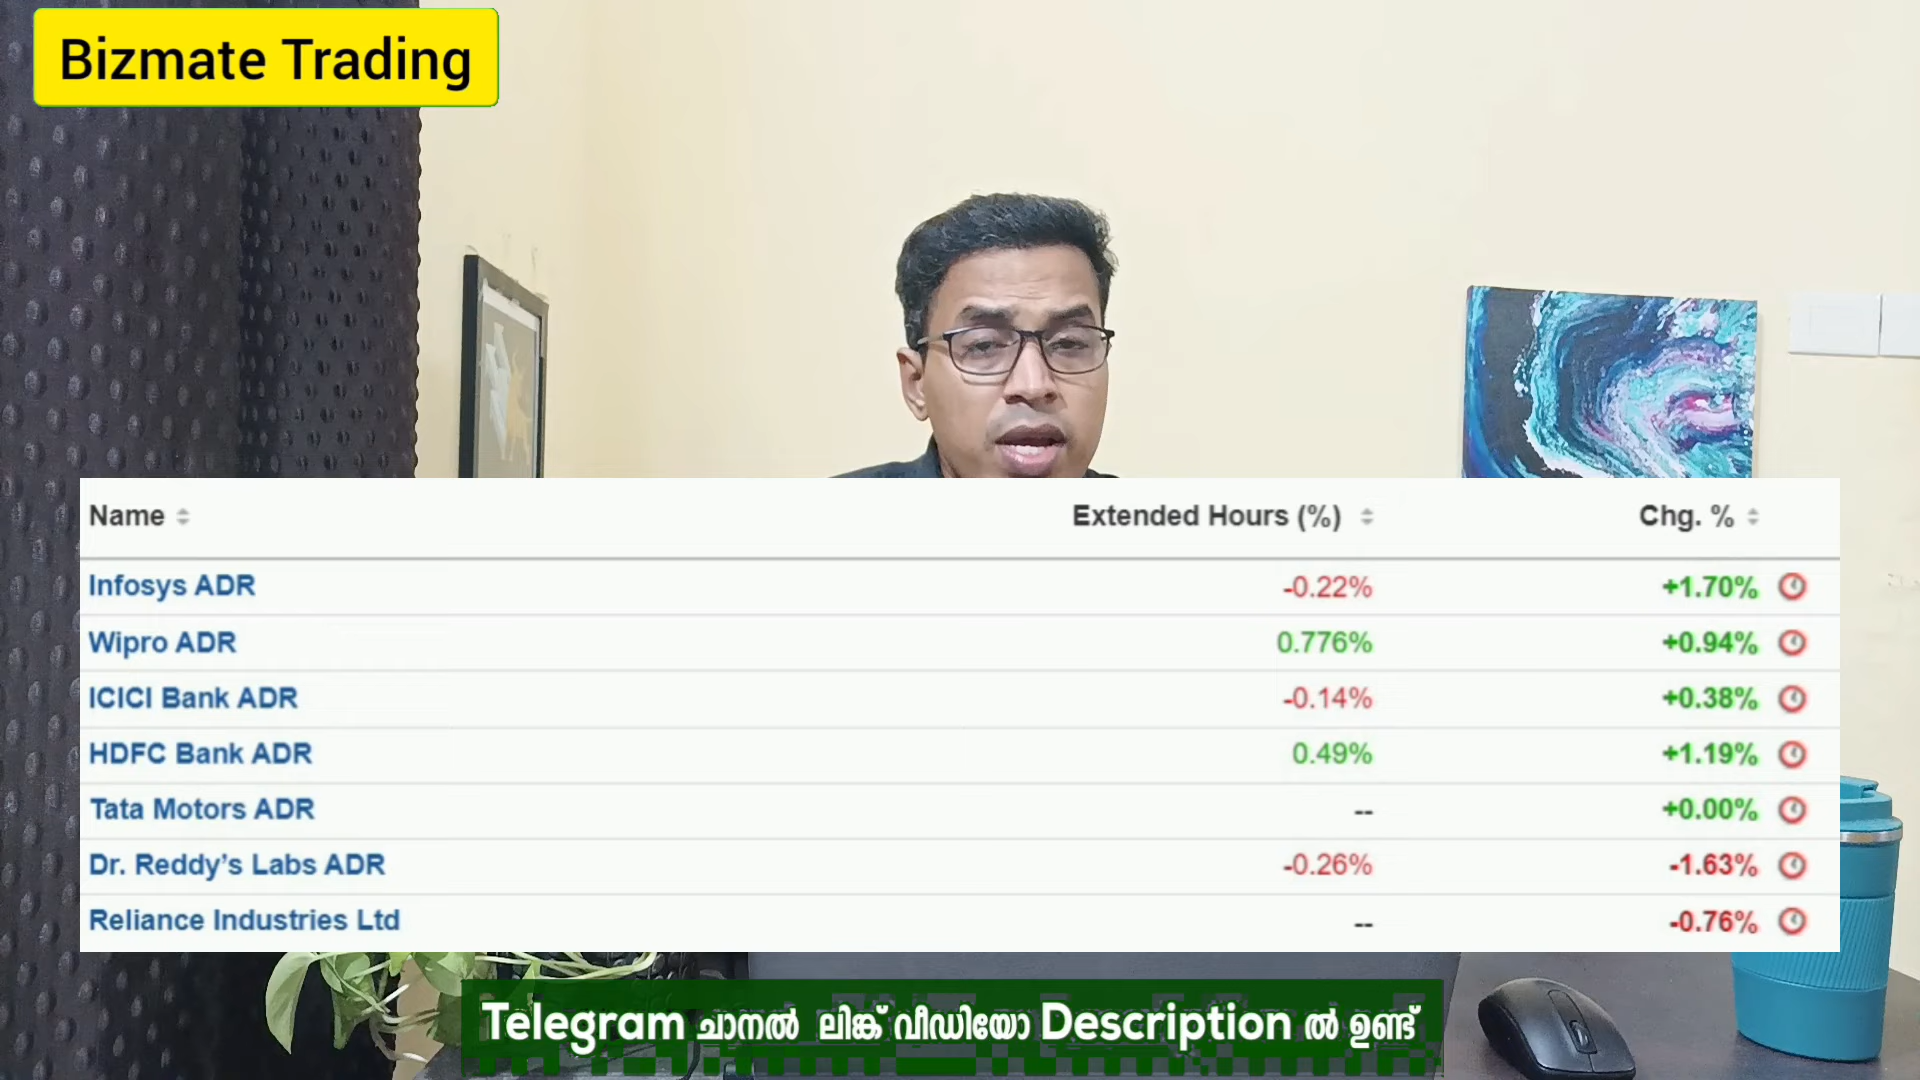 Bizmate Trading
Name Extended Hours (%) Chg. %
Infosys ADR -0.22% +1.70%
Wipro ADR 0.776% +0.94%
ICICI Bank ADR -0.14% +0.38%
HDFC Bank ADR 0.49% +1.19%
Tata Motors ADR -- +0.00%
Dr. Reddy’s Labs ADR -0.26% -1.63%
Reliance Industries Ltd -- -0.76%
Telegram ചാനൽ ലിങ്ക് വീഡിയോ Description ൽ ഉണ്ട്